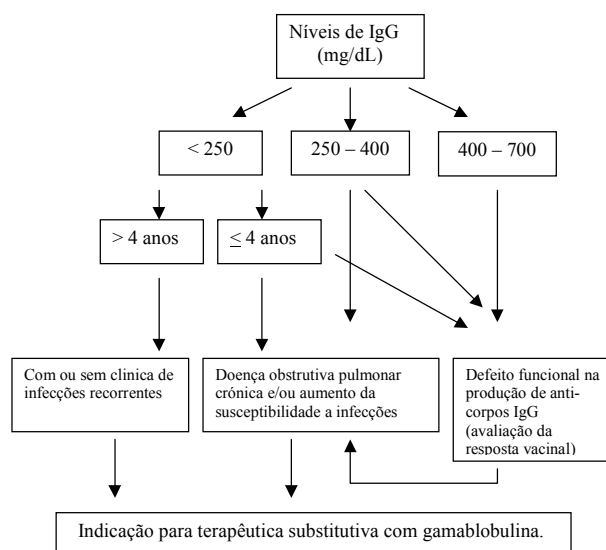 Níveis de IgG
(mg/dL)
< 250
250 – 400
400 – 700
> 4 anos
≤ 4 anos
Com ou sem clinica de
infecções recorrentes
Doença obstrutiva pulmonar
crónica e/ou aumento da
susceptibilidade a infecções
Defeito funcional na
produção de anti-
corpos IgG
(avaliação da
resposta vacinal)
Indicação para terapêutica substitutiva com gamablobulina.